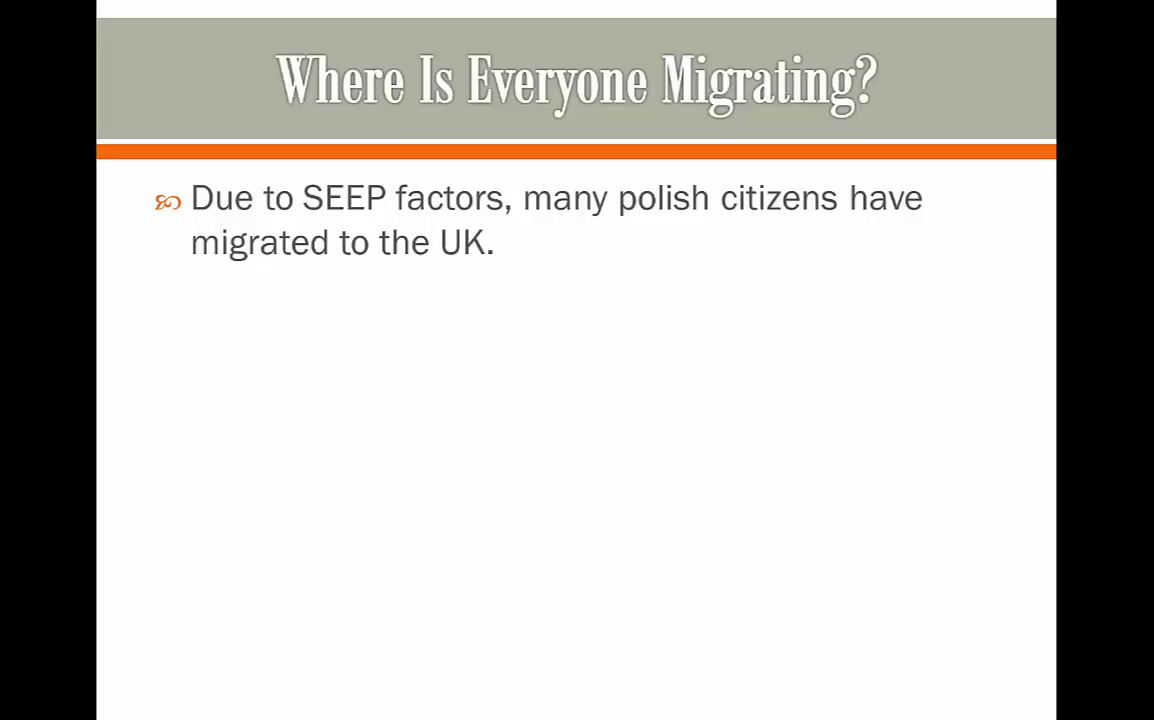 Where Is Everyone Migrating?
Due to SEEP factors, many polish citizens have
migrated to the UK.